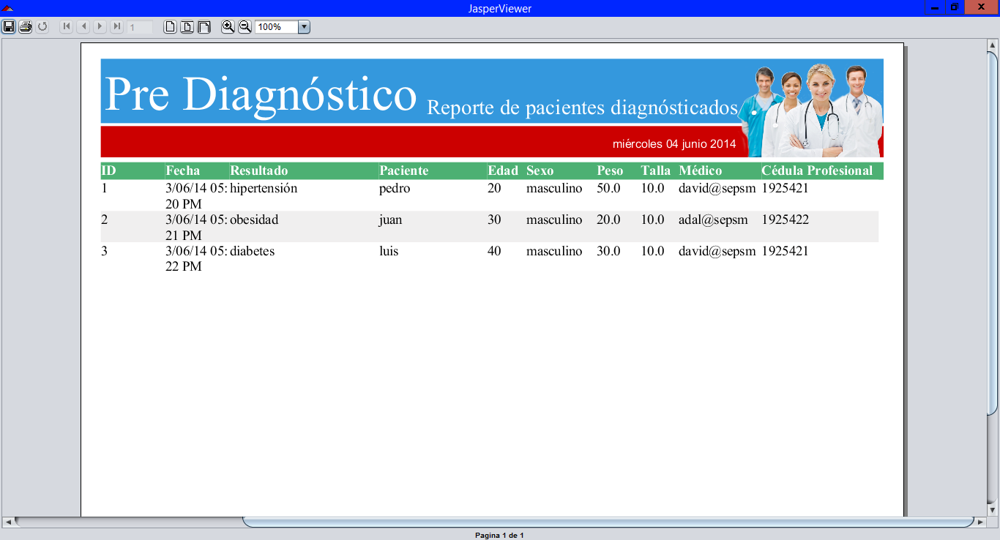 JasperViewer
1
100%
Pre Diagnóstico Reporte de pacientes diagnósticados
miércoles 04 junio 2014
ID Fecha Resultado Paciente Edad Sexo Peso Talla Médico Cédula Profesional
1 3/06/14 05: hipertensión pedro 20 masculino 50.0 10.0 david@sepsm 1925421
20 PM
2 3/06/14 05: obesidad juan 30 masculino 20.0 10.0 adal@sepsm 1925422
21 PM
3 3/06/14 05: diabetes luis 40 masculino 30.0 10.0 david@sepsm 1925421
22 PM
Pagina 1 de 1